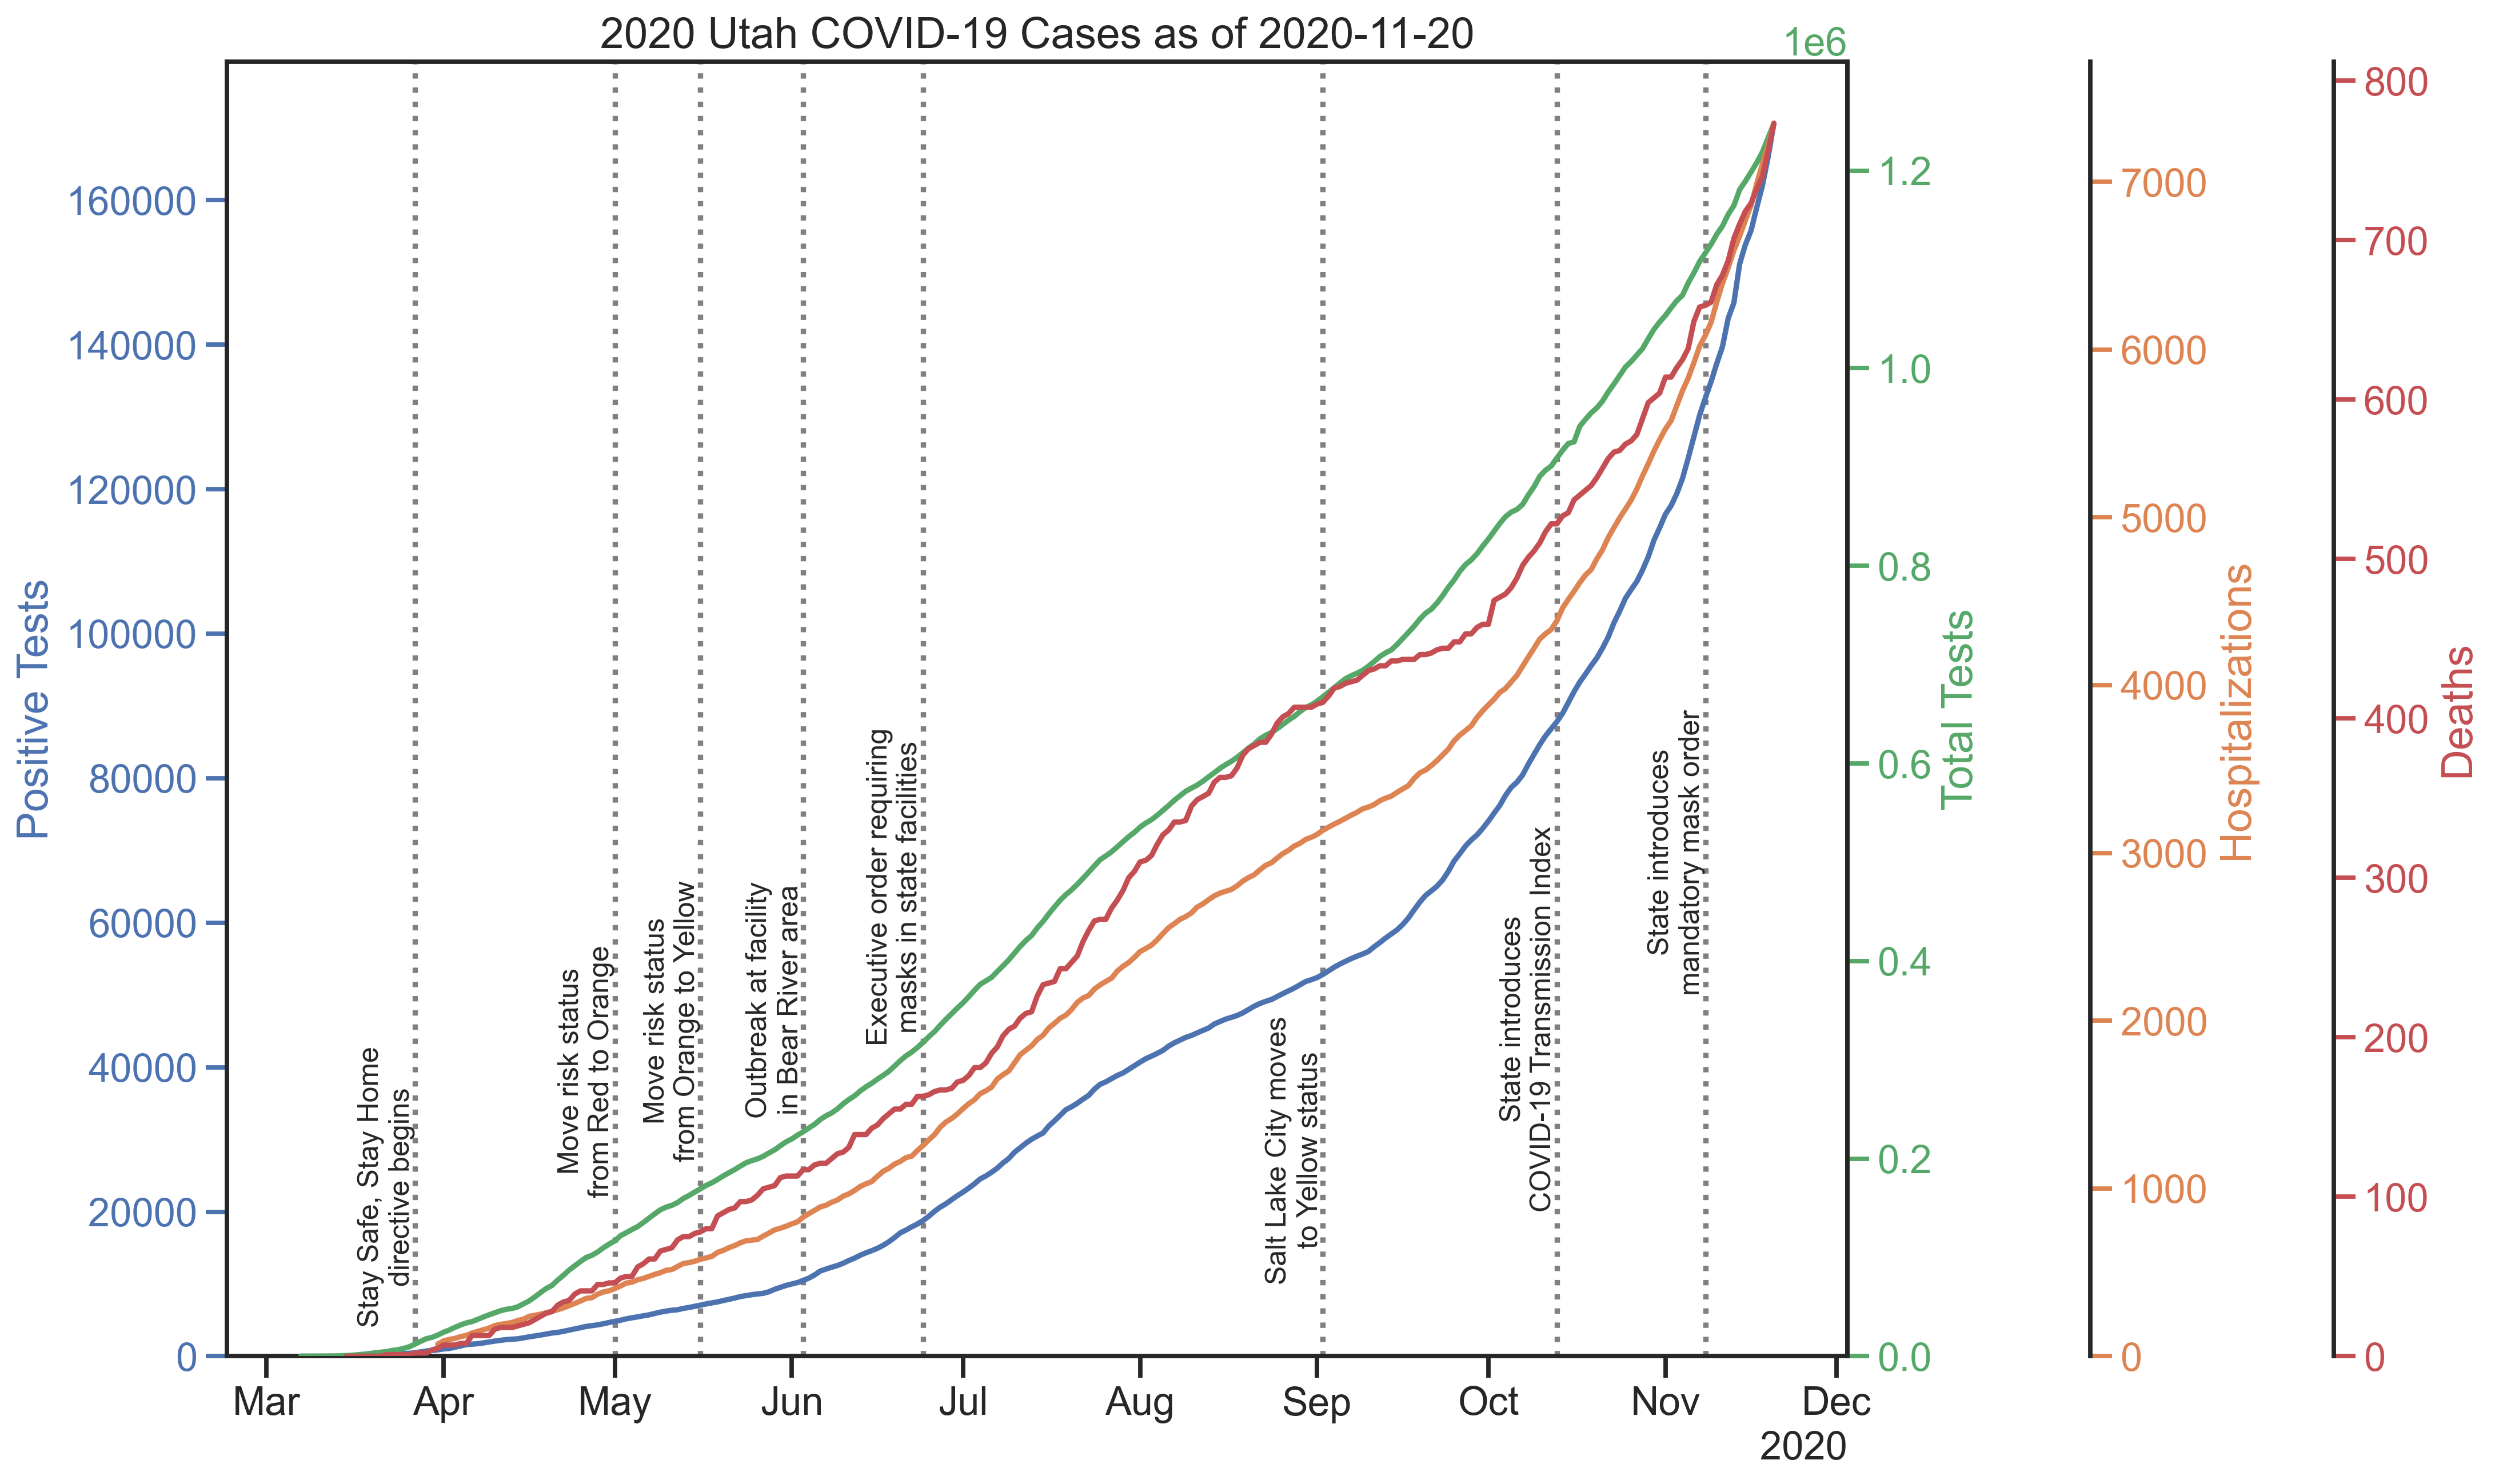 2020 Utah COVID-19 Cases as of 2020-11-20
1e6
Positive Tests
160000
140000
120000
100000
80000
60000
40000
20000
0
Stay Safe, Stay Home
directive begins
Move risk status
from Red to Orange
Move risk status
from Orange to Yellow
Outbreak at facility
in Bear River area
Executive order requiring
masks in state facilities
Salt Lake City moves
to Yellow status
State introduces
COVID-19 Transmission Index
State introduces
mandatory mask order
Mar
Apr
May
Jun
Jul
Aug
Sep
Oct
Nov
Dec
2020
1.2
1.0
0.8
0.6
0.4
0.2
0.0
Total Tests
7000
6000
5000
4000
3000
2000
1000
0
Hospitalizations
800
700
600
500
400
300
200
100
0
Deaths